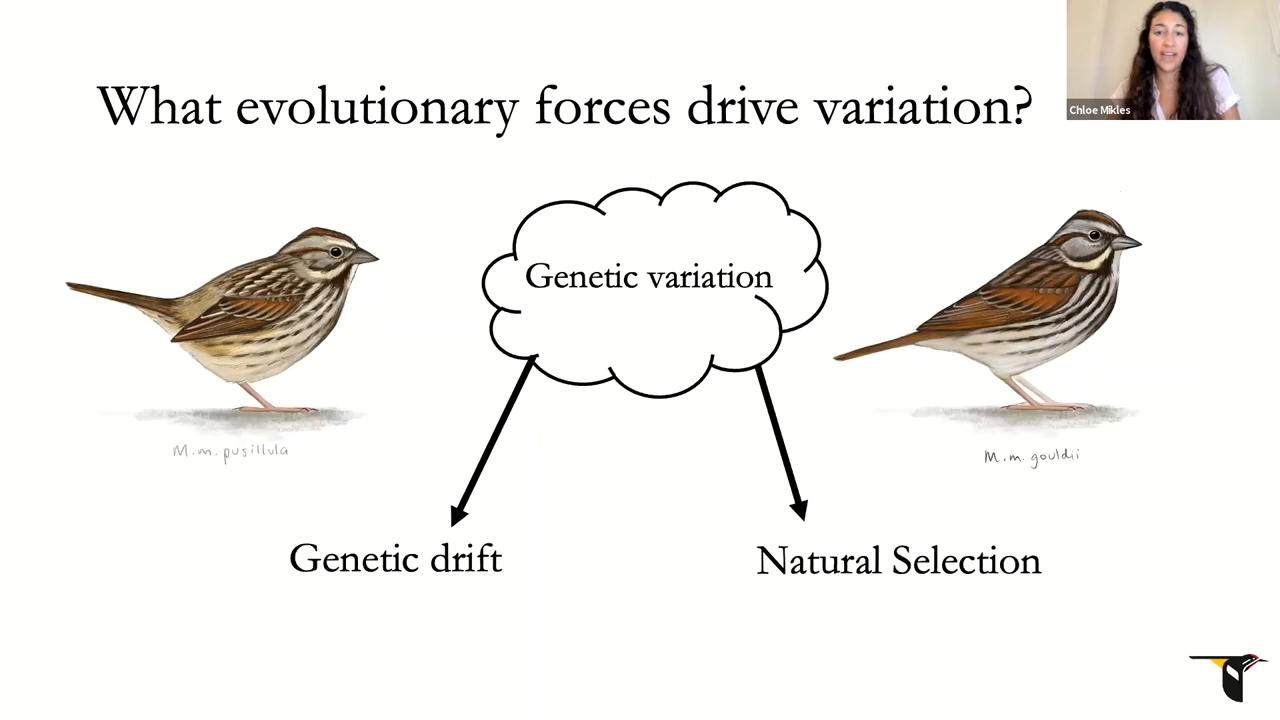 What evolutionary forces drive variation?
Chloe Mikles
Genetic variation
M.m. pusillula
M.m. gouldii
Genetic drift
Natural Selection